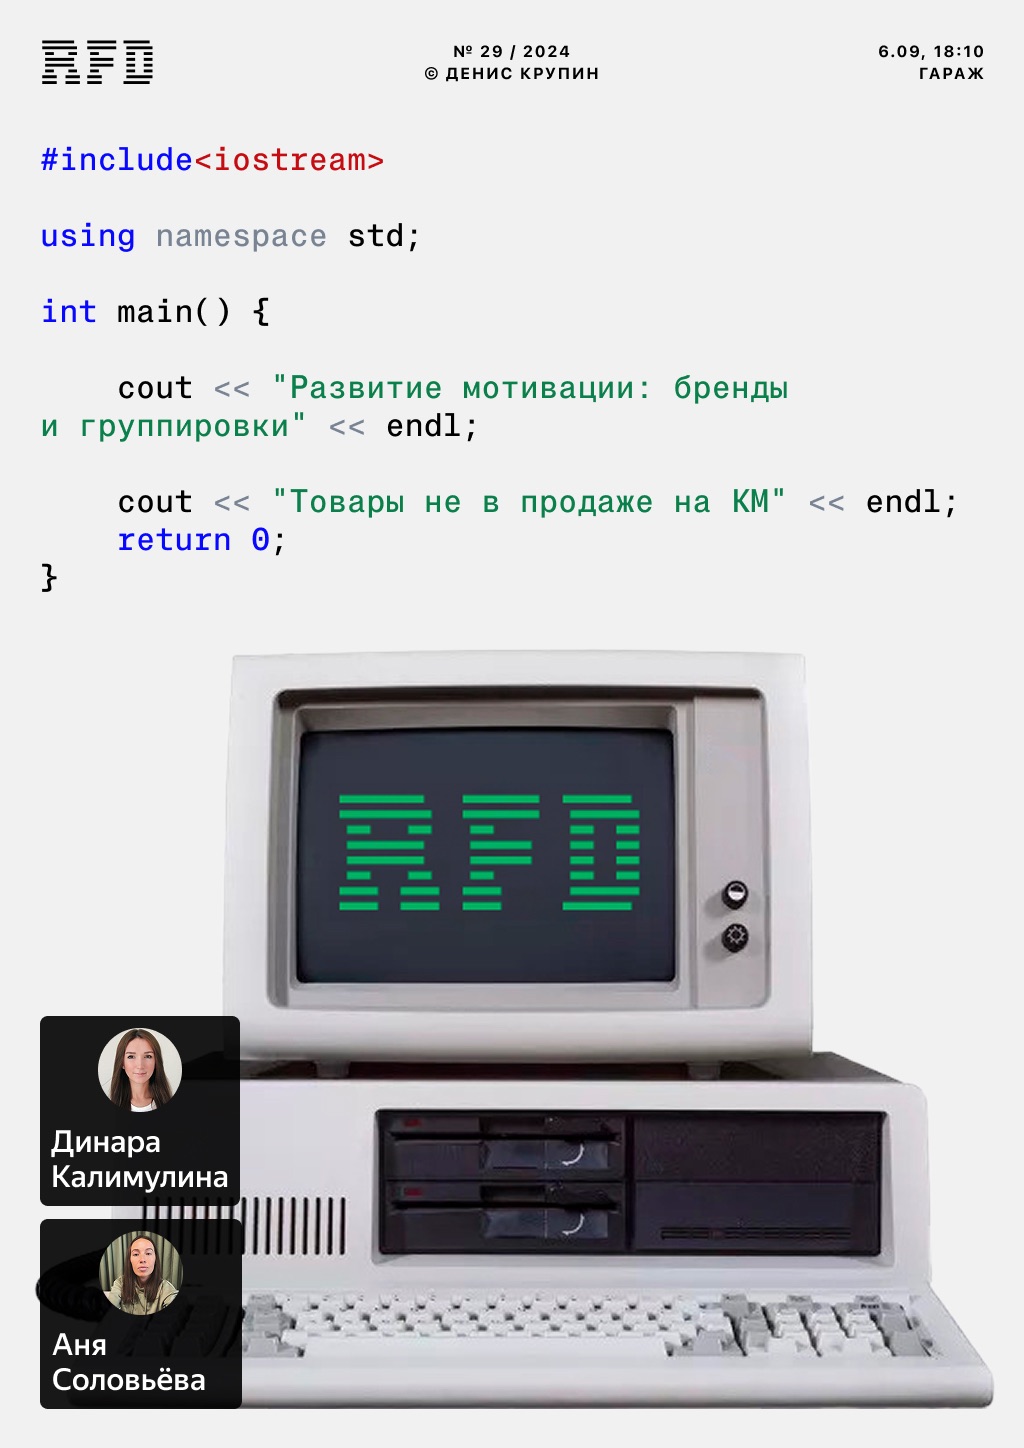 RFD
№ 29 / 2024
© ДЕНИС КРУПИН
6.09, 18:10
ГАРАЖ
#include<iostream>
using namespace std;
int main() {
cout << "Развитие мотивации: бренды
и группировки" << endl;
cout << "Товары не в продаже на КМ" << endl;
return 0;
}
RFD
Динара
Калимулина
Аня
Соловьёва